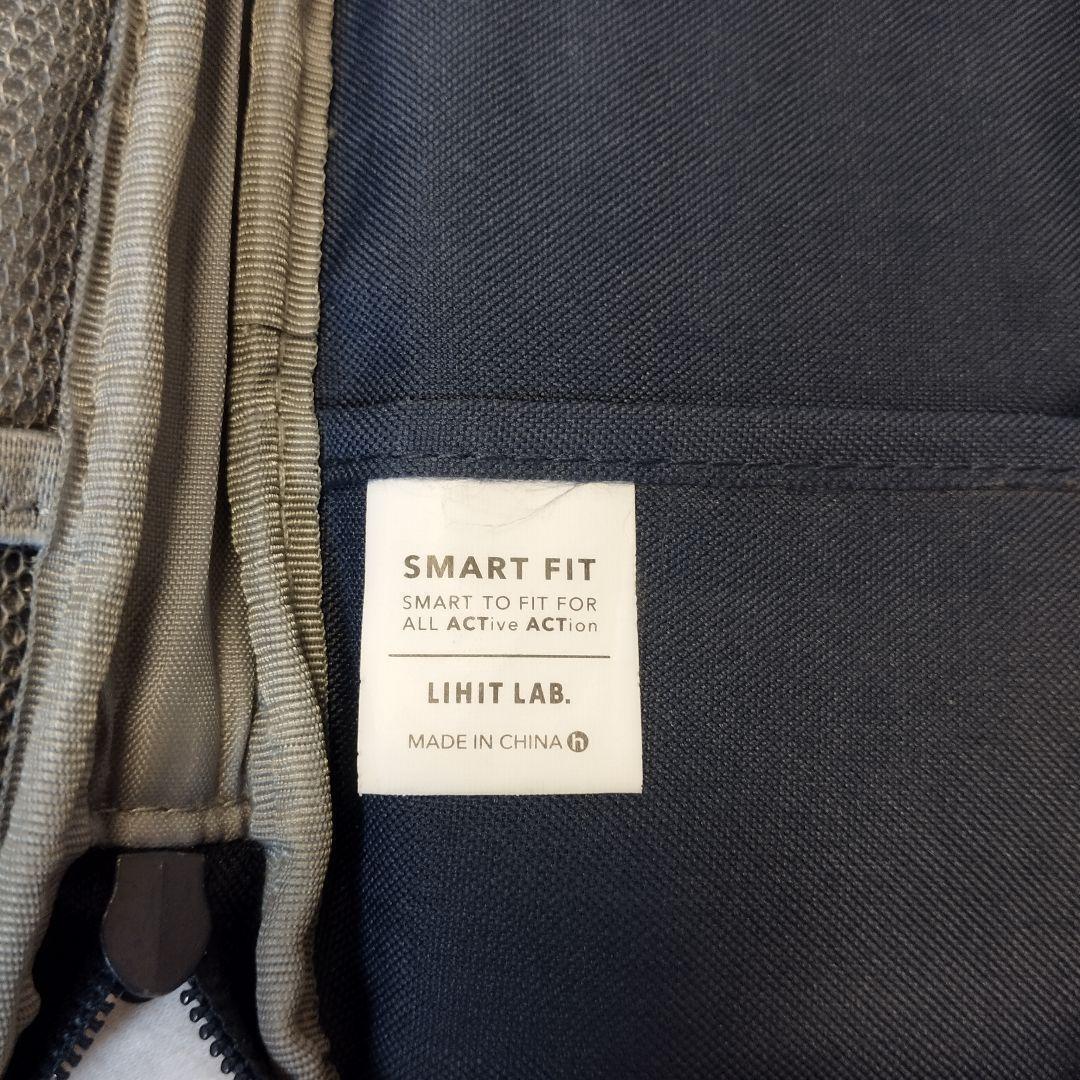 SMART FIT
SMART TO FIT FOR
ALL ACTive ACTion
LIHIT LAB.
MADE IN CHINA h